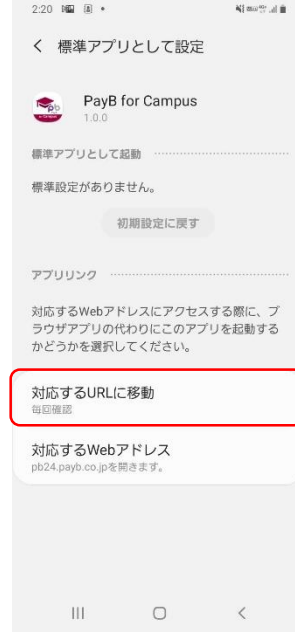 2:20
標準アプリとして設定
PayB for Campus
1.0.0
標準アプリとして起動
標準設定がありません。
初期設定に戻す
アプリリンク
対応するWebアドレスにアクセスする際に、ブ
ラウザアプリの代わりにこのアプリを起動する
かどうかを選択してください。
対応するURLに移動
毎回確認
対応するWebアドレス
pb24.payb.co.jpを開きます。